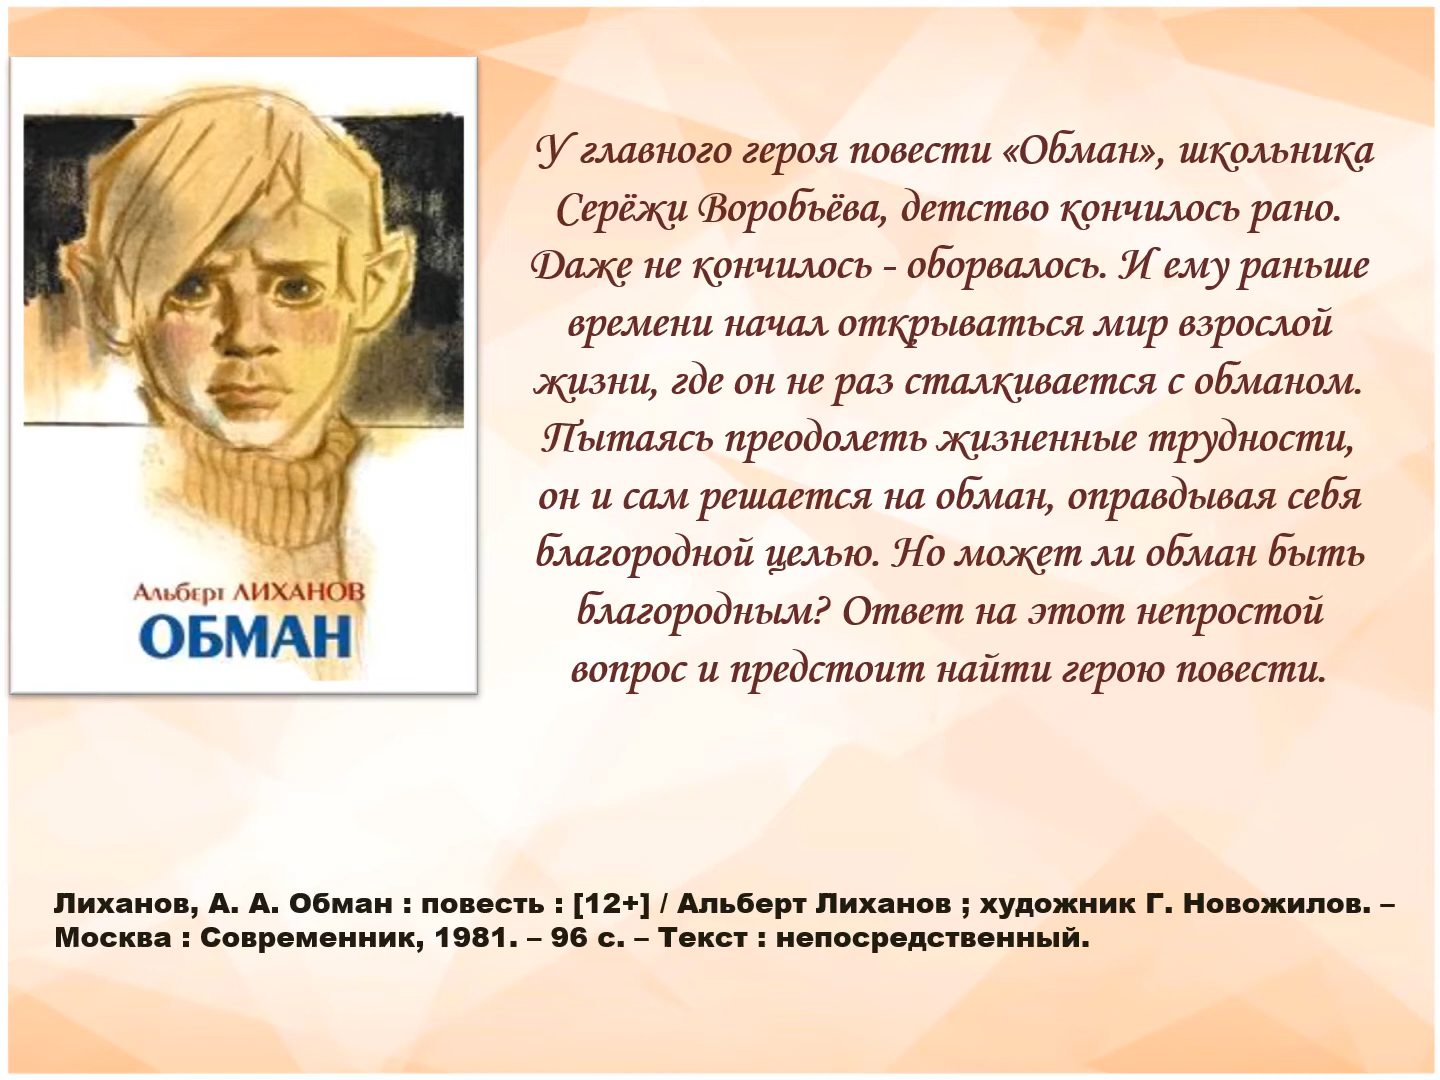 У главного героя повести «Обман», школьника
Серёжи Воробьёва, детство кончилось рано.
Даже не кончилось - оборвалось. И ему раньше
времени начал открываться мир взрослой
жизни, где он не раз сталкивается с обманом.
Пытаясь преодолеть жизненные трудности,
он и сам решается на обман, оправдывая себя
благородной целью. Но может ли обман быть
благородным? Ответ на этот непростой
вопрос и предстоит найти герою повести.
Альберт ЛИХАНОВ
ОБМАН
Лиханов, А. А. Обман : повесть : [12+] / Альберт Лиханов ; художник Г. Новожилов. –
Москва : Современник, 1981. – 96 с. – Текст : непосредственный.